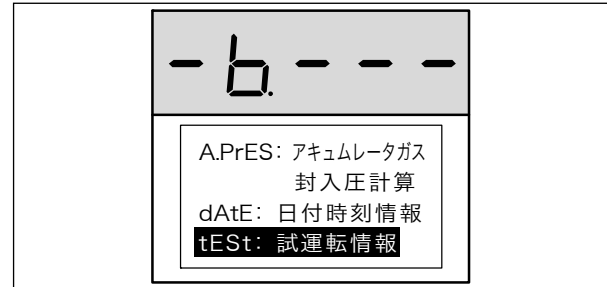 -b.---
A.PrES: アキュムレータガス
封入圧計算
dAtE: 日付時刻情報
tESt: 試運転情報